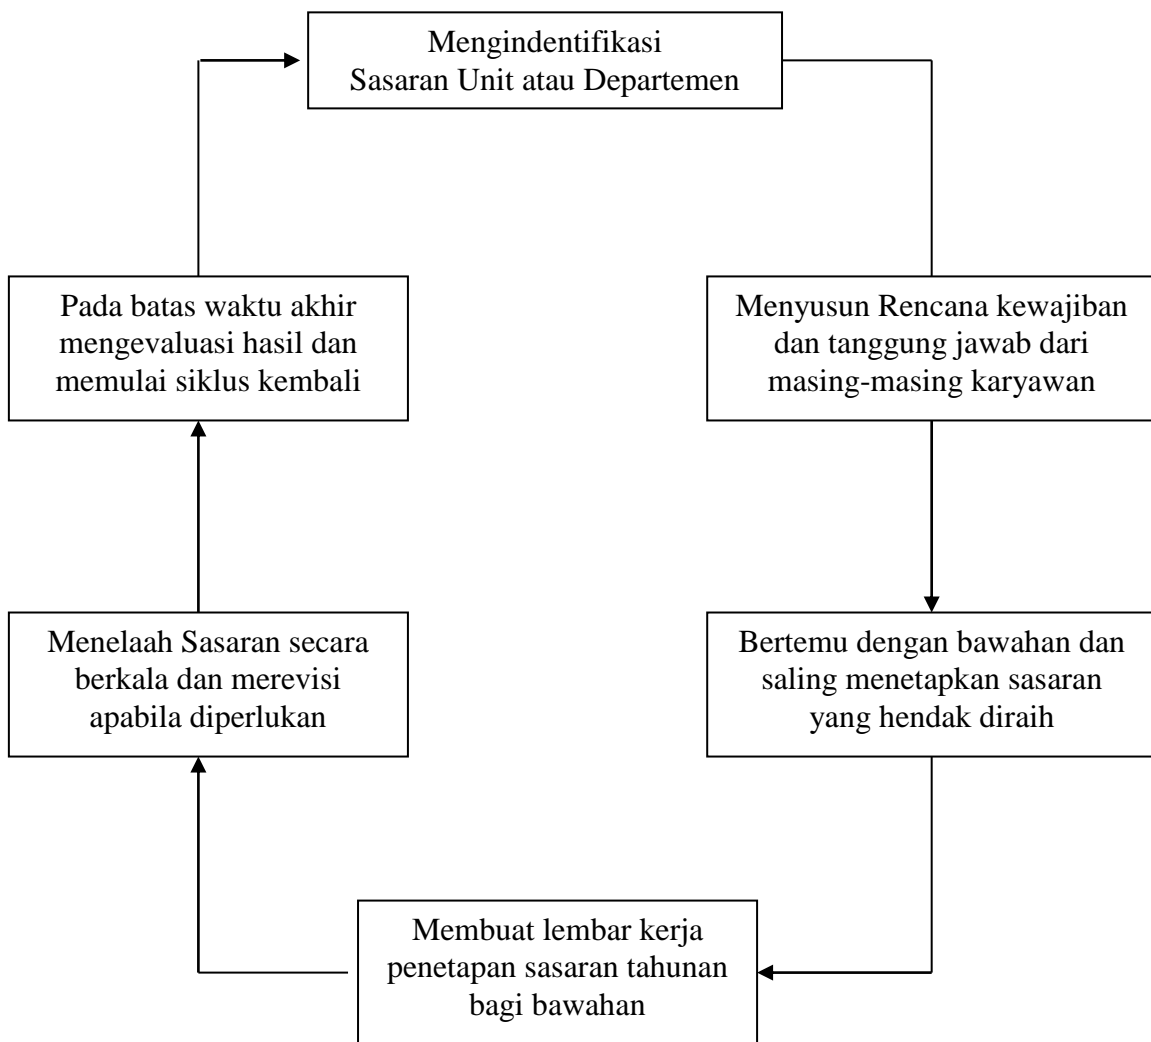 Mengindentifikasi
Sasaran Unit atau Departemen
Pada batas waktu akhir
mengevaluasi hasil dan
memulai siklus kembali
Menyusun Rencana kewajiban
dan tanggung jawab dari
masing-masing karyawan
Menelaah Sasaran secara
berkala dan merevisi
apabila diperlukan
Bertemu dengan bawahan dan
saling menetapkan sasaran
yang hendak diraih
Membuat lembar kerja
penetapan sasaran tahunan
bagi bawahan